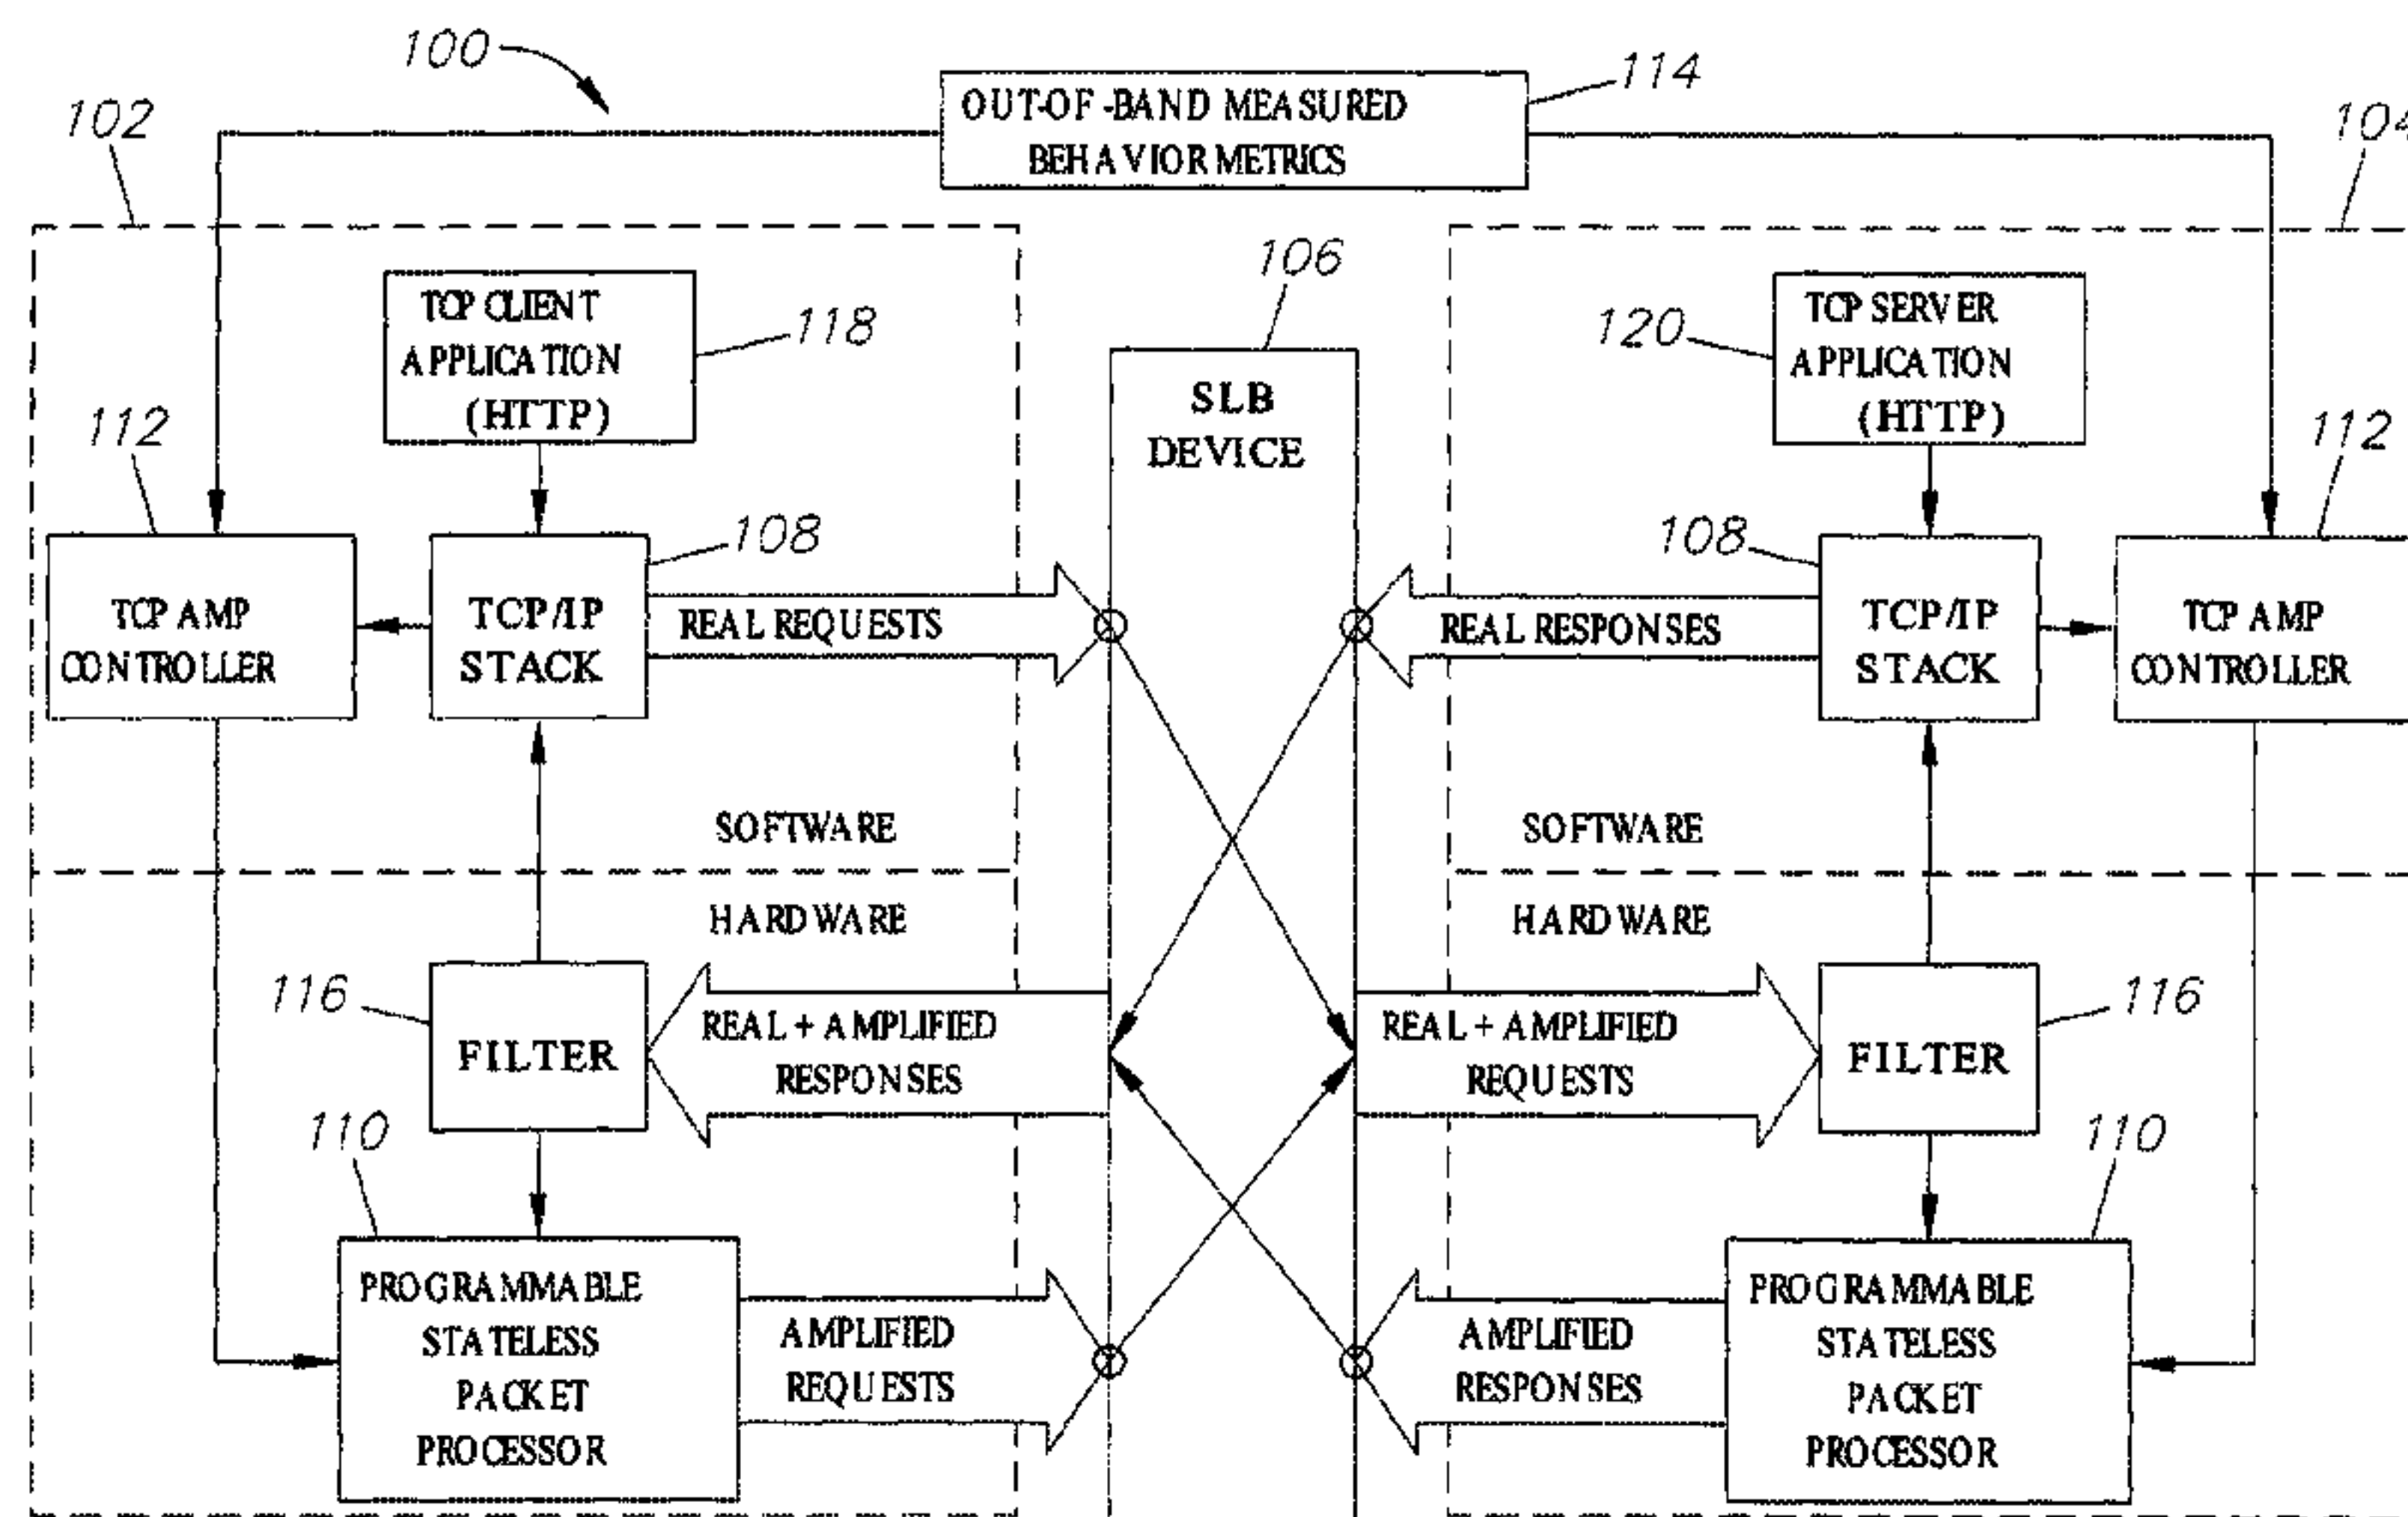 100
OUT-OF-BAND MEASURED
BEHAVIOR METRICS
114
102
104
106
TCP CLIENT
APPLICATION
(HTTP)
118
SLB
DEVICE
120
TCP SERVER
APPLICATION
(HTTP)
112
112
108
108
TCP AMP
CONTROLLER
TCP/IP
STACK
REAL REQUESTS
REAL RESPONSES
TCP/IP
STACK
TCP AMP
CONTROLLER
SOFTWARE
SOFTWARE
HARDWARE
HARDWARE
116
FILTER
REAL + AMPLIFIED
RESPONSES
REAL + AMPLIFIED
REQUESTS
FILTER
116
110
110
PROGRAMMABLE
STATELESS
PACKET
PROCESSOR
AMPLIFIED
REQUESTS
AMPLIFIED
RESPONSES
PROGRAMMABLE
STATELESS
PACKET
PROCESSOR